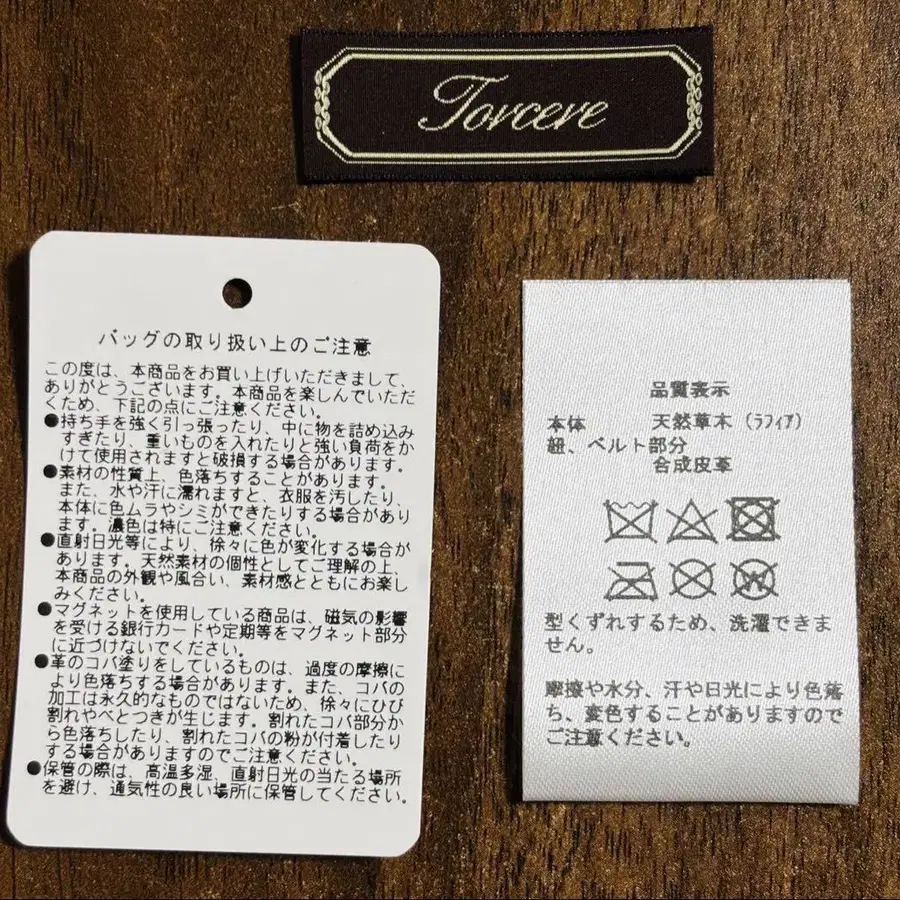 Torcere
バッグの取り扱い上のご注意
この度は、本商品をお買い上げいただきまして、
ありがとうございます。本商品を楽しんでいただ
くため、下記の点にご注意ください。
●持ち手を強く引っ張ったり、中に物を詰め込み
すぎたり、重いものを入れたりと強い負荷をか
けて使用されますと破損する場合があります。
●素材の性質上、色落ちすることがあります。
また、水や汗に濡れますと、衣服を汚したり、
本体に色ムラやシミができたりする場合があり
ます。濃色は特にご注意ください。
●直射日光等により、徐々に色が変化する場合が
あります。天然素材の個性としてご理解の上、
本商品の外観や風合い、素材感とともにお楽し
みください。
●マグネットを使用している商品は、磁気の影響
を受ける銀行カードや定期等をマグネット部分
に近づけないでください。
●革のコバ塗りをしているものは、過度の摩擦に
より色落ちする場合があります。また、コバの
加工は永久的なものではないため、徐々にひび
割れやべとつきが生じます。割れたコバ部分か
ら色落ちしたり、割れたコバの粉が付着したり
する場合がありますのでご注意ください。
●保管の際は、高温多湿、直射日光の当たる場所
を避け、通気性の良い場所に保管してください。
品質表示
本体 天然草木（ﾗﾌｨｱ）
紐、ベルト部分
合成皮革
W
型くずれするため、洗濯できま
せん。
摩擦や水分、汗や日光により色落
ち、変色することがありますので
ご注意ください。